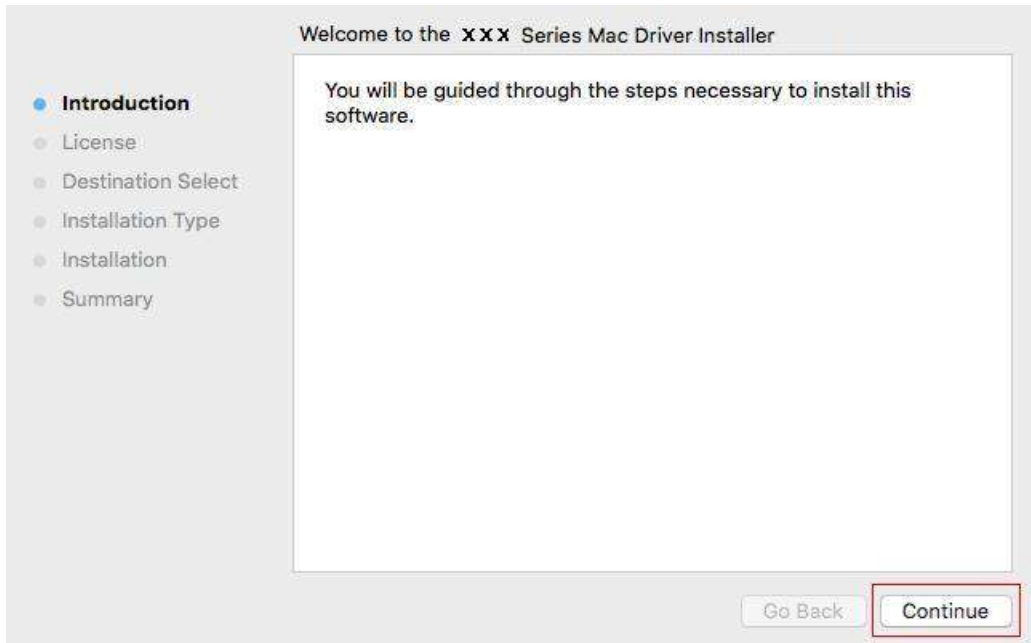 Welcome to the XXX Series Mac Driver Installer
Introduction
License
Destination Select
Installation Type
Installation
Summary
You will be guided through the steps necessary to install this
software.
Go Back
Continue